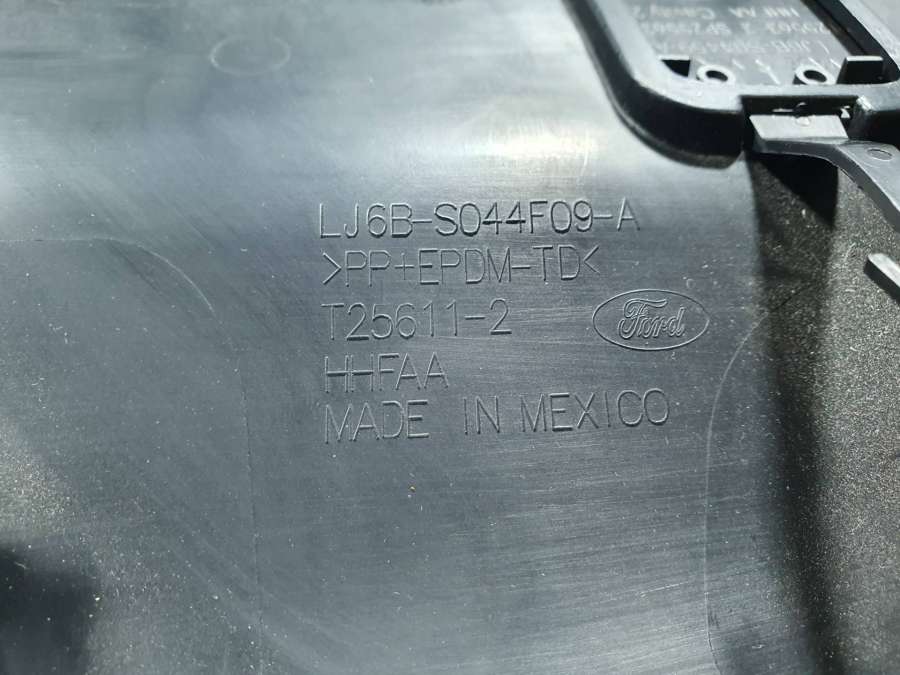 LJ6B-S044F09-A
>PP+EPDM-TD<
T25611-2
Ford
HHFAA
MADE IN MEXICO